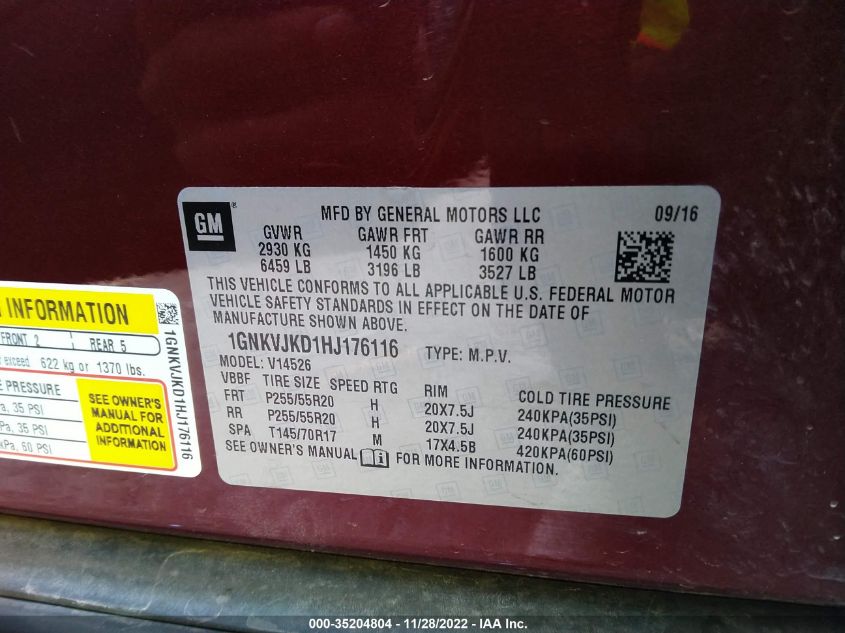 GM
MFD BY GENERAL MOTORS LLC
09/16
GVWR GAWR FRT GAWR RR
2930 KG 1450 KG 1600 KG
6459 LB 3196 LB 3527 LB
THIS VEHICLE CONFORMS TO ALL APPLICABLE U.S. FEDERAL MOTOR
VEHICLE SAFETY STANDARDS IN EFFECT ON THE DATE OF
MANUFACTURE SHOWN ABOVE.
1GNKVJKD1HJ176116 TYPE: M.P.V.
MODEL: V14526
VBBF TIRE SIZE SPEED RTG RIM COLD TIRE PRESSURE
FRT P255/55R20 H 20X7.5J 240KPA(35PSI)
RR P255/55R20 H 20X7.5J 240KPA(35PSI)
SPA T145/70R17 M 17X4.5B 420KPA(60PSI)
SEE OWNER'S MANUAL FOR MORE INFORMATION.
INFORMATION
FRONT 2 REAR 5
exceed 622 kg or 1370 lbs.
PRESSURE
35 PSI
35 PSI
60 PSI
SEE OWNER'S
MANUAL FOR
ADDITIONAL
INFORMATION
1GNKVJKD1HJ176116
000-35204804 - 11/28/2022 - IAA Inc.